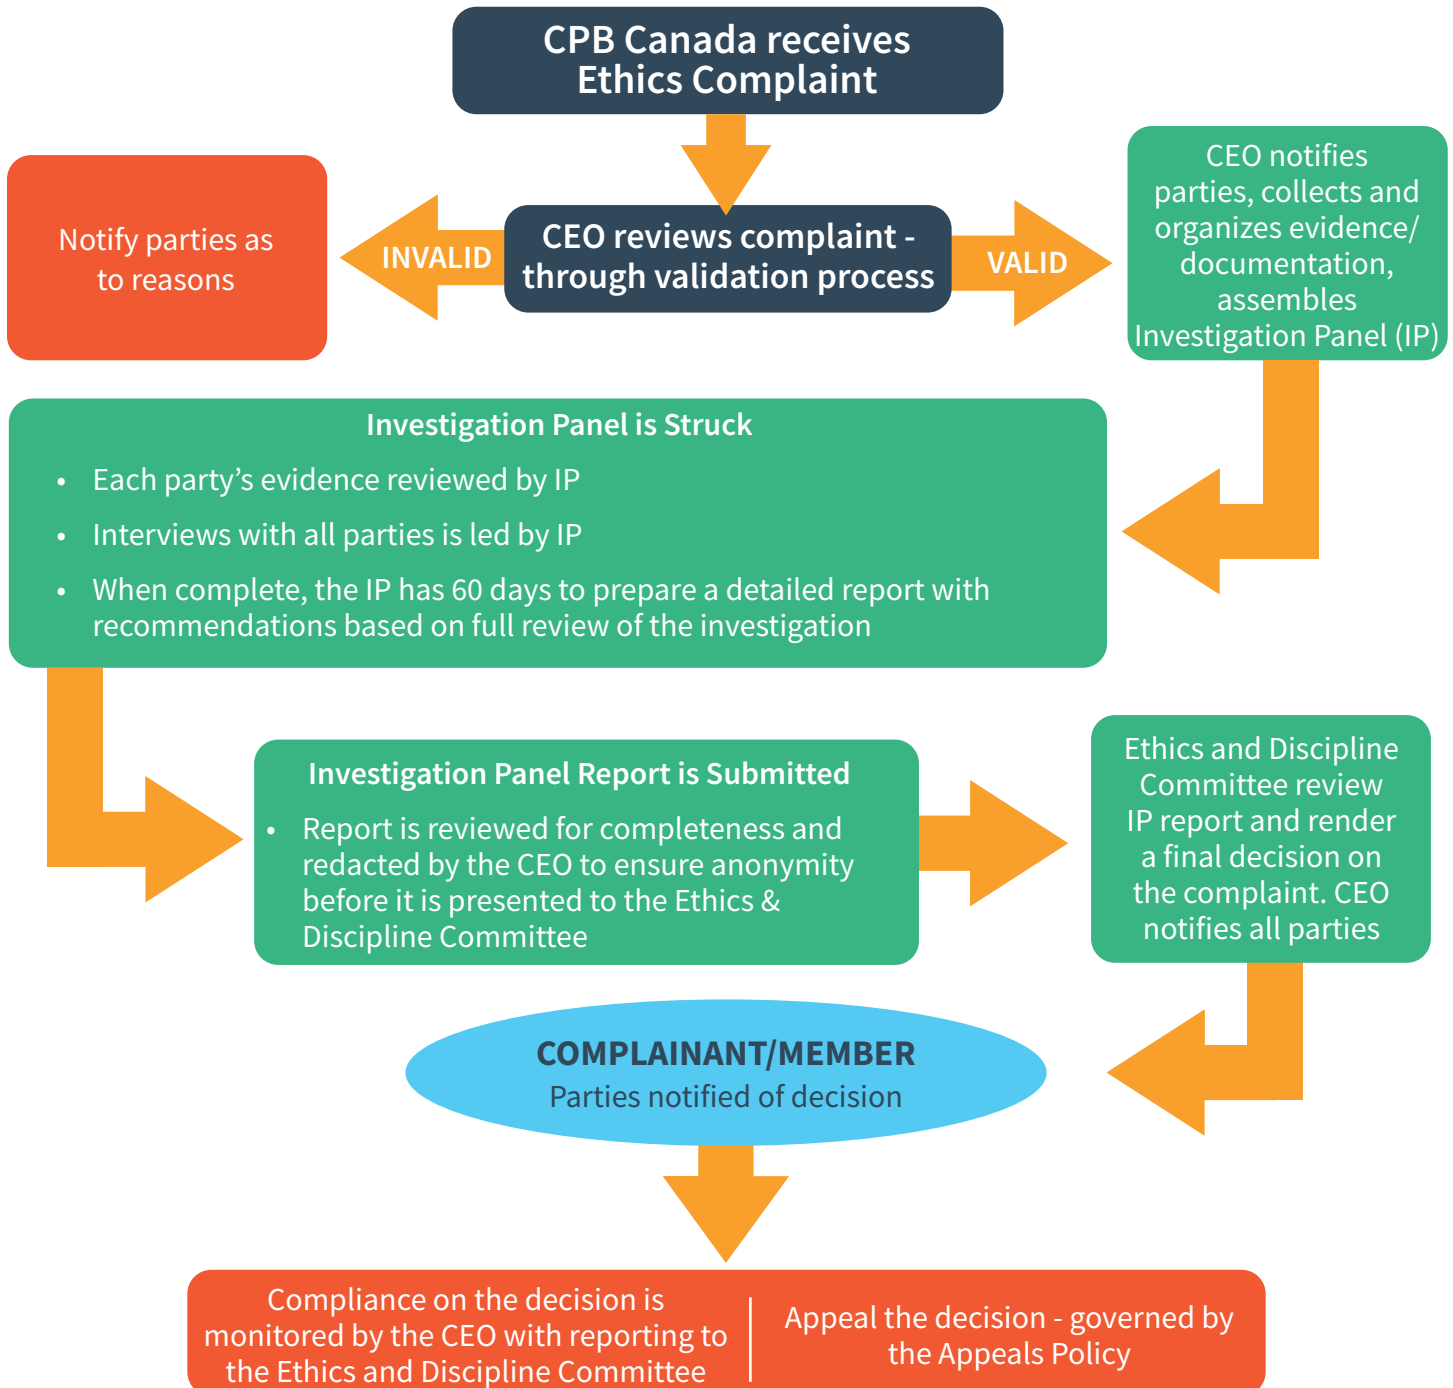 CPB Canada receives
Ethics Complaint
Notify parties as
to reasons
INVALID
CEO reviews complaint -
through validation process
VALID
CEO notifies
parties, collects and
organizes evidence/
documentation,
assembles
Investigation Panel (IP)
Investigation Panel is Struck
• Each party’s evidence reviewed by IP
• Interviews with all parties is led by IP
• When complete, the IP has 60 days to prepare a detailed report with
recommendations based on full review of the investigation
Investigation Panel Report is Submitted
• Report is reviewed for completeness and
redacted by the CEO to ensure anonymity
before it is presented to the Ethics &
Discipline Committee
Ethics and Discipline
Committee review
IP report and render
a final decision on
the complaint. CEO
notifies all parties
COMPLAINANT/MEMBER
Parties notified of decision
Compliance on the decision is
monitored by the CEO with reporting to
the Ethics and Discipline Committee
Appeal the decision - governed by
the Appeals Policy